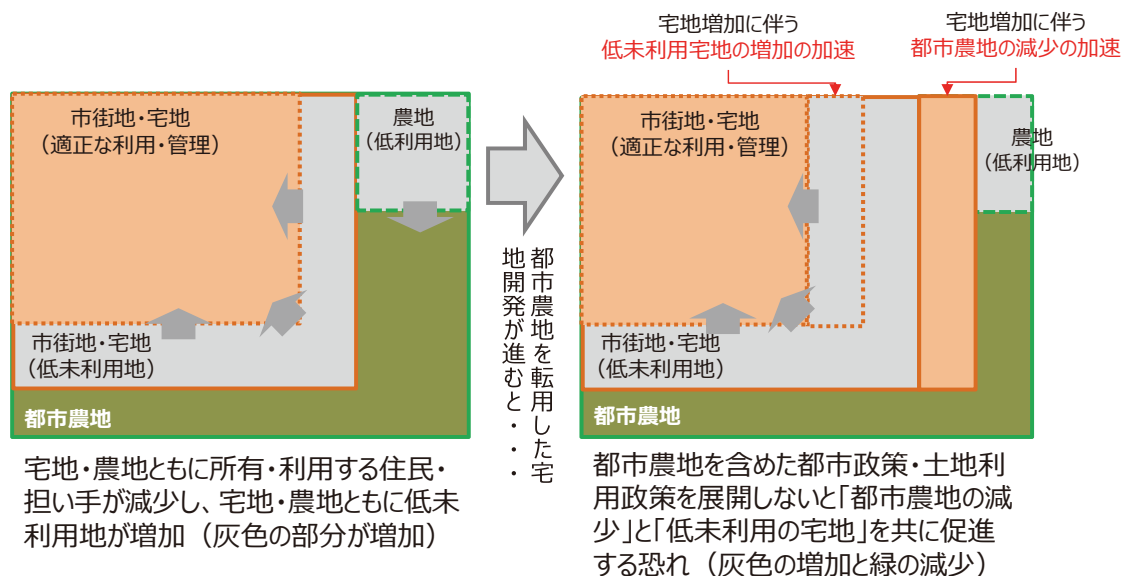 市街地・宅地
（適正な利用・管理）
農地
（低利用地）
市街地・宅地
（低未利用地）
都市農地
宅地・農地ともに所有・利用する住民・
担い手が減少し、宅地・農地ともに低未
利用地が増加（灰色の部分が増加）
都市農地を転用した宅
地開発が進むと・・・
宅地増加に伴う
低未利用宅地の増加の加速
宅地増加に伴う
都市農地の減少の加速
市街地・宅地
（適正な利用・管理）
農地
（低利用地）
市街地・宅地
（低未利用地）
都市農地
都市農地を含めた都市政策・土地利
用政策を展開しないと「都市農地の減
少」と「低未利用の宅地」を共に促進
する恐れ（灰色の増加と緑の減少）